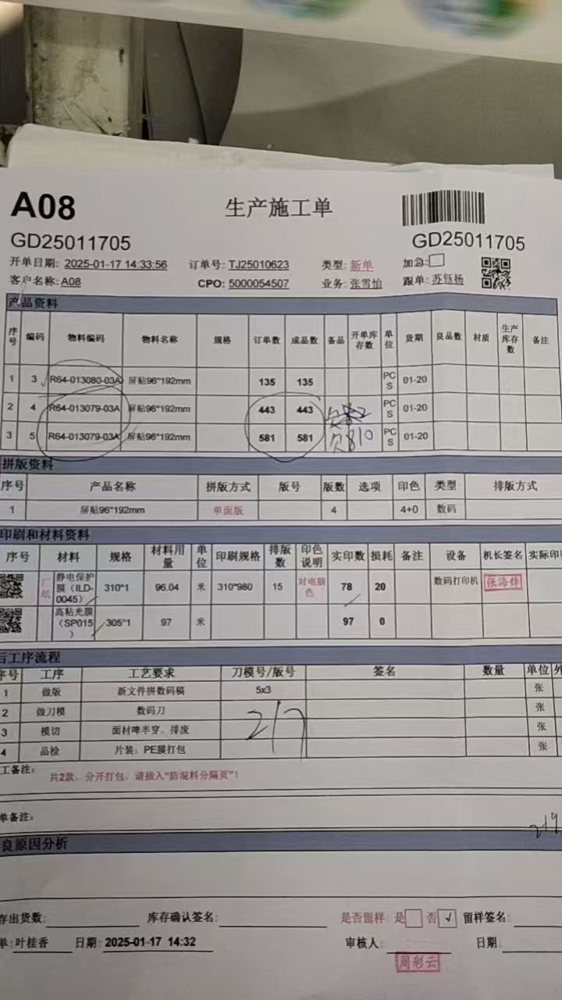 A08
生产施工单
GD25011705
GD25011705
开单日期: 2025-01-17 14:33:56 订单号: TJ25010623 类型: 新单 加急:
客户名称: A08 CPO: 5000054507 业务: 张雪怡 跟单: 苏钰杨
产品资料
序号 编码 物料编码 物料名称 规格 订单数 成品数 备品 开单库存数 单位 货期 良品数 材质 生产库存数 备注
1 3 R64-013080-03A 屏贴96*192mm 135 135 PCS 01-20
2 4 R64-013079-03A 屏贴96*192mm 443 443 PCS 01-20
3 5 R64-013079-03A 屏贴96*192mm 581 581 欠810 PCS 01-20
拼版资料
序号 产品名称 拼版方式 版号 版数 选项 印色 类型 排版方式
1 屏贴96*192mm 单面版 4 4+0 数码
印刷和材料资料
序号 材料 规格 材料用量 单位 印刷规格 排版数 印色说明 实印数 损耗 备注 设备 机长签名 实际印
厂纸 静电保护膜（ILD-0045） 310*1 96.04 米 310*980 15 对电脑色 78 20 数码打印机 张海锋
高粘光膜（SP015） 305*1 97 米 97 0
后工序流程
序号 工序 工艺要求 刀模号/版号 签名 数量 单位
1 做版 新文件拼数码稿 5x3 张
2 做刀模 数码刀 张
3 模切 面材啤半穿，排废 张
4 品检 片装：PE膜打包 张
217
工备注:
共2款，分开打包，请插入“防混料分隔页”!
单备注:
219
良原因分析
存出货数: 库存确认签名: 是否留样: 是 否 √ 留样签名:
单: 叶桂香 日期: 2025-01-17 14:32 审核人: 日期:
周彩云